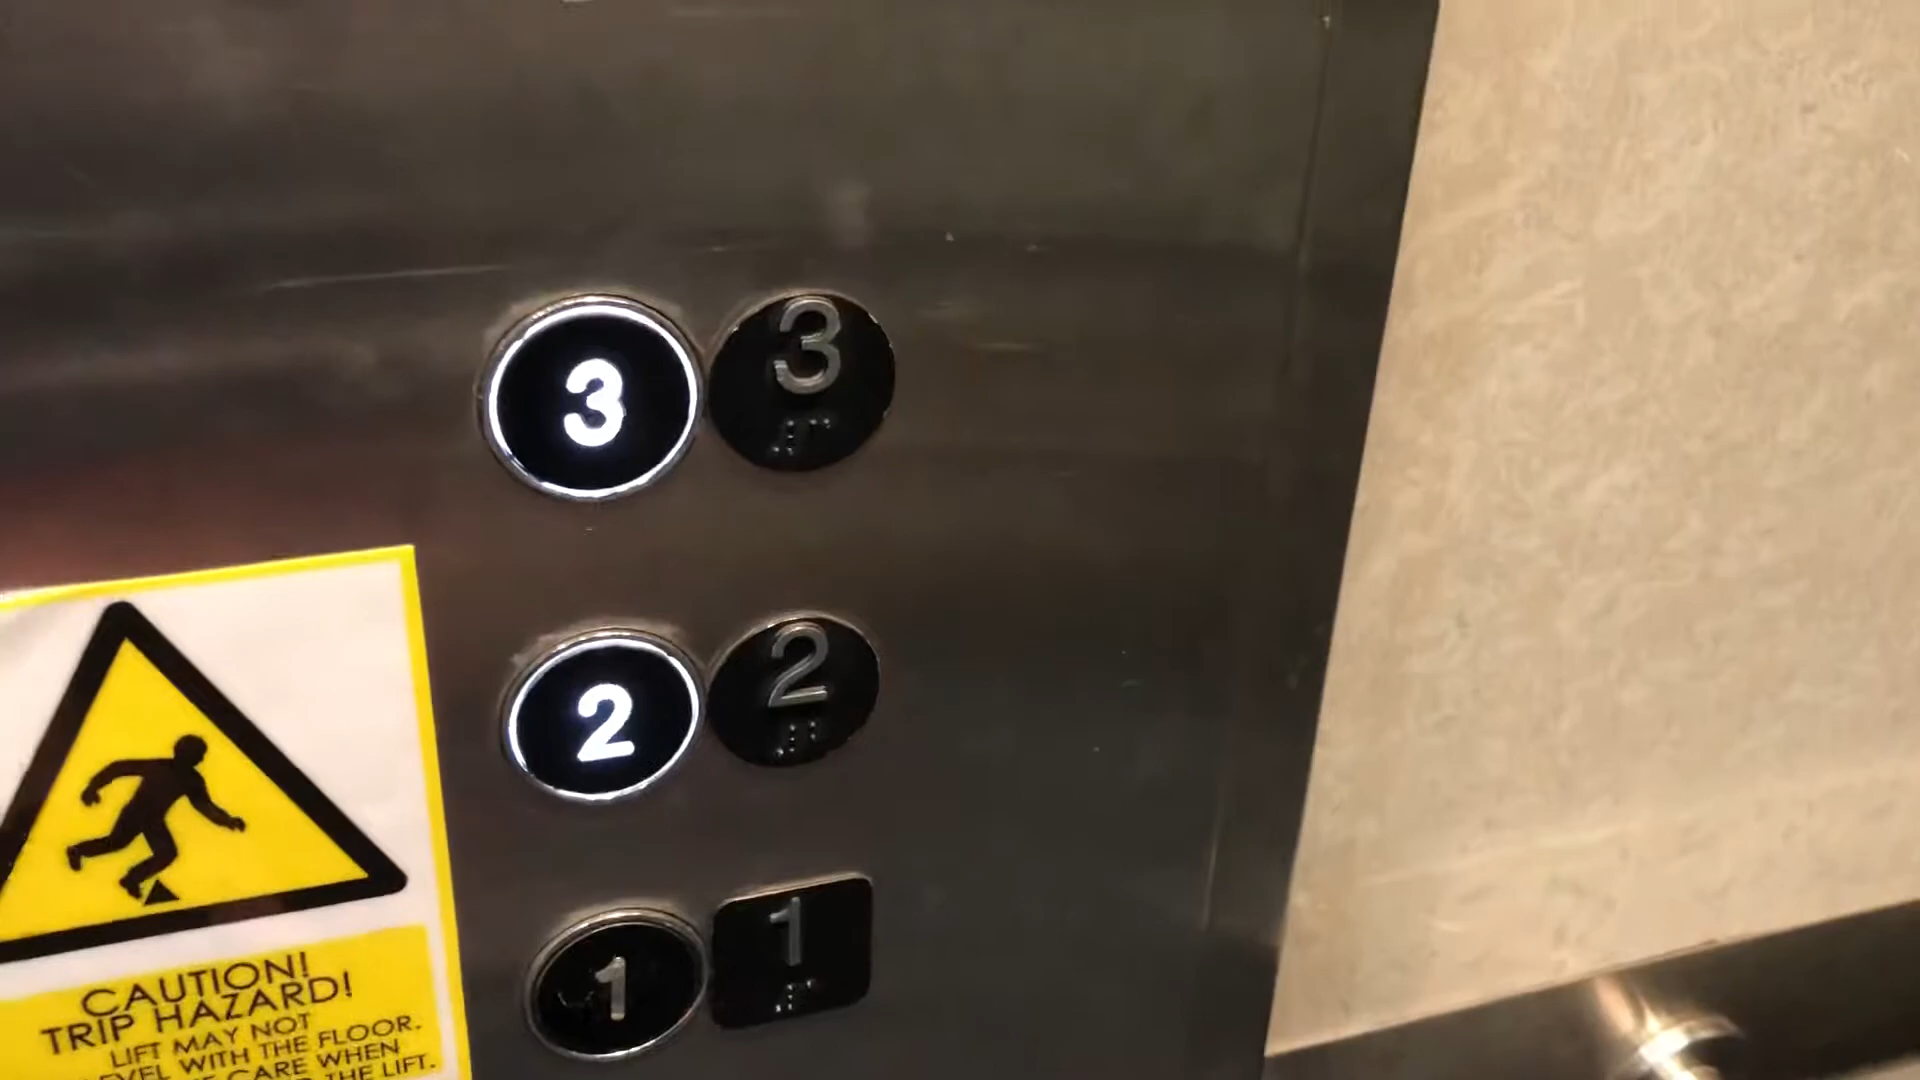 3 3
2 2
1 1
CAUTION!
TRIP HAZARD!
LIFT MAY NOT
LEVEL WITH THE FLOOR.
CARE WHEN
THE LIFT.